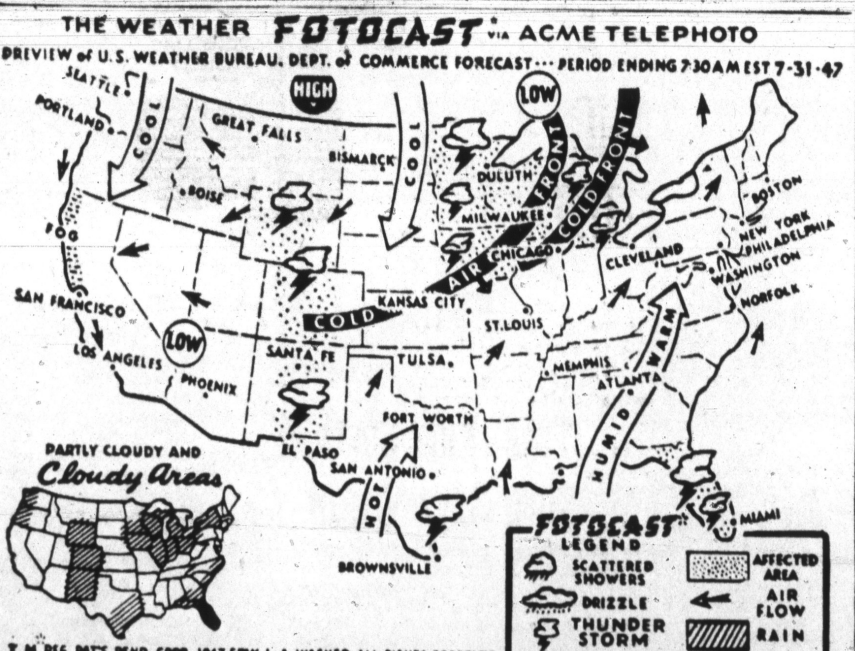 THE WEATHER FOTOCAST VIA ACME TELEPHOTO
PREVIEW of U.S. WEATHER BUREAU, DEPT. of COMMERCE FORECAST ··· PERIOD ENDING 7:30 A M EST 7-31-47
SEATTLE
HIGH
LOW
PORTLAND
COOL
GREAT FALLS
COOL
BISMARCK
DULUTH
COLD FRONT
BOISE
MILWAUKEE
BOSTON
FOG
CHICAGO
CLEVELAND
NEW YORK
PHILADELPHIA
WASHINGTON
COLD AIR FRONT
KANSAS CITY
NORFOLK
SAN FRANCISCO
ST. LOUIS
LOW
LOS ANGELES
SANTA FE
TULSA
MEMPHIS
PHOENIX
ATLANTA
HUMID WARM
FORT WORTH
EL PASO
SAN ANTONIO
HOT
MIAMI
BROWNSVILLE
PARTLY CLOUDY AND
Cloudy Areas
FOTOCAST
LEGEND
SCATTERED
SHOWERS
AFFECTED
AREA
DRIZZLE
AIR
FLOW
THUNDER
STORM
RAIN